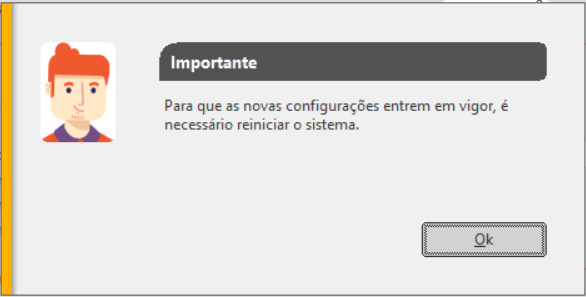 Importante
Para que as novas configurações entrem em vigor, é
necessário reiniciar o sistema.
Ok